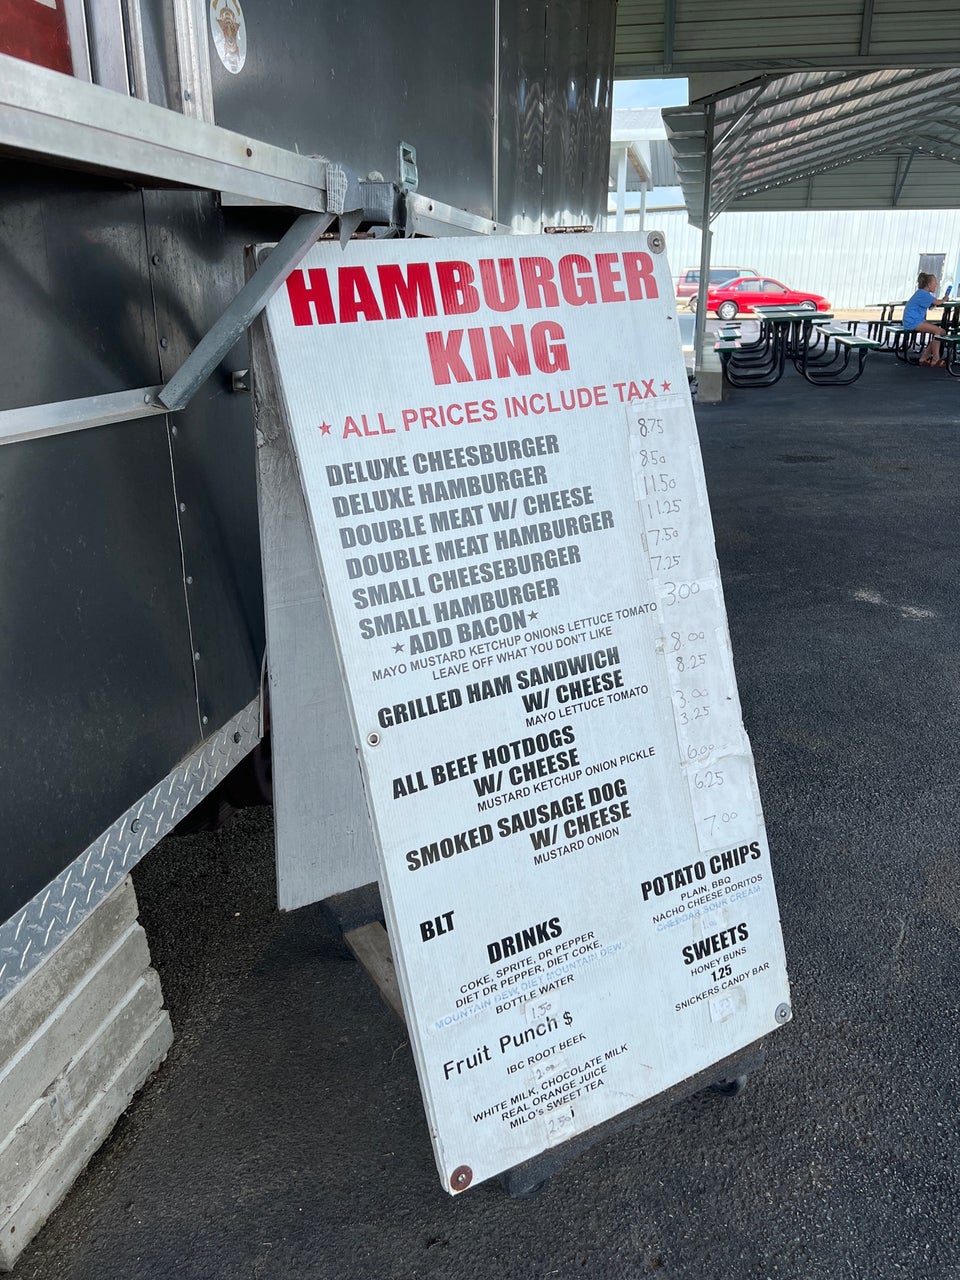 HAMBURGER
KING
★ ALL PRICES INCLUDE TAX ★
DELUXE CHEESBURGER 8.75
DELUXE HAMBURGER 8.50
DOUBLE MEAT W/ CHEESE 11.50
DOUBLE MEAT HAMBURGER 11.25
SMALL CHEESEBURGER 7.50
SMALL HAMBURGER 7.25
★ ADD BACON ★ 3.00
MAYO MUSTARD KETCHUP ONIONS LETTUCE TOMATO
LEAVE OFF WHAT YOU DON'T LIKE
GRILLED HAM SANDWICH 8.00
W/ CHEESE 8.25
MAYO LETTUCE TOMATO
ALL BEEF HOTDOGS 3.00
W/ CHEESE 3.25
MUSTARD KETCHUP ONION PICKLE
SMOKED SAUSAGE DOG 6.00
W/ CHEESE 6.25
MUSTARD ONION
BLT 7.00
POTATO CHIPS
PLAIN, BBQ
NACHO CHEESE DORITOS
CHEDDAR SOUR CREAM
DRINKS
COKE, SPRITE, DR PEPPER
DIET DR PEPPER, DIET COKE,
MOUNTAIN DEW, DIET MOUNTAIN DEW
BOTTLE WATER
1.50
SWEETS
HONEY BUNS
1.25
SNICKERS CANDY BAR
Fruit Punch $
IBC ROOT BEER
2.00
WHITE MILK, CHOCOLATE MILK
REAL ORANGE JUICE
MILO's SWEET TEA
2.50